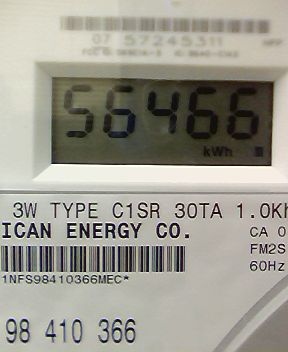 07 57245311
56466
kWh
3W TYPE C1SR 30TA 1.0Kh
ICAN ENERGY CO.
CA 0
FM2S
60Hz
1NFS98410366MEC*
98 410 366